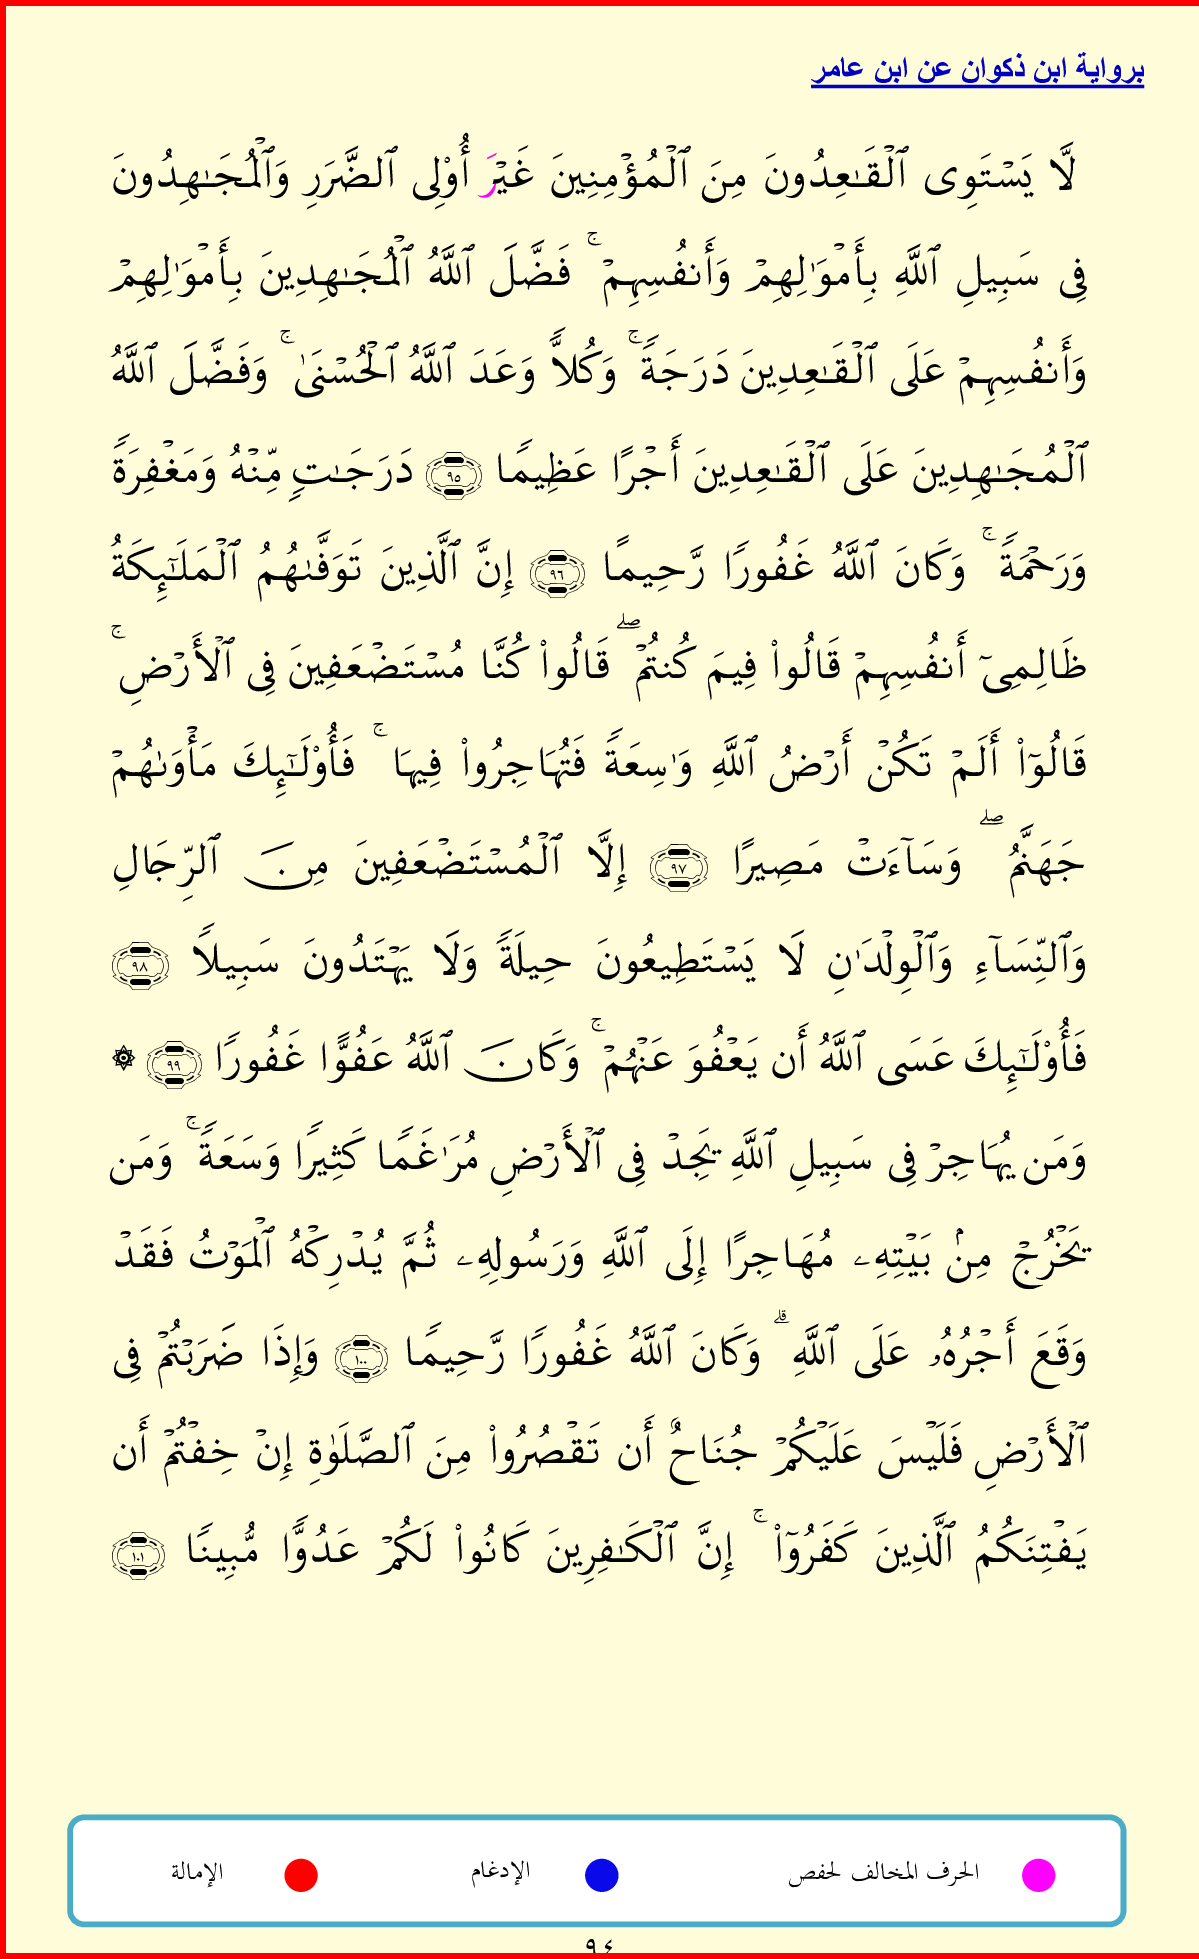 برواية ابن ذكوان عن ابن عامر
لَّا يَسْتَوِى ٱلْقَـٰعِدُونَ مِنَ ٱلْمُؤْمِنِينَ غَيْرَ أُوْلِى ٱلضَّرَرِ وَٱلْمُجَـٰهِدُونَ
فِى سَبِيلِ ٱللَّهِ بِأَمْوَٰلِهِمْ وَأَنفُسِهِمْ ۚ فَضَّلَ ٱللَّهُ ٱلْمُجَـٰهِدِينَ بِأَمْوَٰلِهِمْ
وَأَنفُسِهِمْ عَلَى ٱلْقَـٰعِدِينَ دَرَجَةً ۚ وَكُلًّا وَعَدَ ٱللَّهُ ٱلْحُسْنَىٰ ۚ وَفَضَّلَ ٱللَّهُ
ٱلْمُجَـٰهِدِينَ عَلَى ٱلْقَـٰعِدِينَ أَجْرًا عَظِيمًا ٩٥ دَرَجَـٰتٍ مِّنْهُ وَمَغْفِرَةً
وَرَحْمَةً ۚ وَكَانَ ٱللَّهُ غَفُورًا رَّحِيمًا ٩٦ إِنَّ ٱلَّذِينَ تَوَفَّىٰهُمُ ٱلْمَلَـٰٓئِكَةُ
ظَالِمِىٓ أَنفُسِهِمْ قَالُوا۟ فِيمَ كُنتُمْ ۖ قَالُوا۟ كُنَّا مُسْتَضْعَفِينَ فِى ٱلْأَرْضِ ۚ
قَالُوٓا۟ أَلَمْ تَكُنْ أَرْضُ ٱللَّهِ وَٰسِعَةً فَتُهَاجِرُوا۟ فِيهَا ۚ فَأُو۟لَـٰٓئِكَ مَأْوَىٰهُمْ
جَهَنَّمُ ۖ وَسَآءَتْ مَصِيرًا ٩٧ إِلَّا ٱلْمُسْتَضْعَفِينَ مِنَ ٱلرِّجَالِ
وَٱلنِّسَآءِ وَٱلْوِلْدَٰنِ لَا يَسْتَطِيعُونَ حِيلَةً وَلَا يَهْتَدُونَ سَبِيلًا ٩٨
فَأُو۟لَـٰٓئِكَ عَسَى ٱللَّهُ أَن يَعْفُوَ عَنْهُمْ ۚ وَكَانَ ٱللَّهُ عَفُوًّا غَفُورًا ٩٩ ۞
وَمَن يُهَاجِرْ فِى سَبِيلِ ٱللَّهِ يَجِدْ فِى ٱلْأَرْضِ مُرَٰغَمًا كَثِيرًا وَسَعَةً ۚ وَمَن
يَخْرُجْ مِنۢ بَيْتِهِۦ مُهَاجِرًا إِلَى ٱللَّهِ وَرَسُولِهِۦ ثُمَّ يُدْرِكْهُ ٱلْمَوْتُ فَقَدْ
وَقَعَ أَجْرُهُۥ عَلَى ٱللَّهِ ۗ وَكَانَ ٱللَّهُ غَفُورًا رَّحِيمًا ١٠٠ وَإِذَا ضَرَبْتُمْ فِى
ٱلْأَرْضِ فَلَيْسَ عَلَيْكُمْ جُنَاحٌ أَن تَقْصُرُوا۟ مِنَ ٱلصَّلَوٰةِ إِنْ خِفْتُمْ أَن
يَفْتِنَكُمُ ٱلَّذِينَ كَفَرُوٓا۟ ۚ إِنَّ ٱلْكَـٰفِرِينَ كَانُوا۟ لَكُمْ عَدُوًّا مُّبِينًا ١٠١
الحرف المخالف لحفص الإدغام الإمالة
٩٤